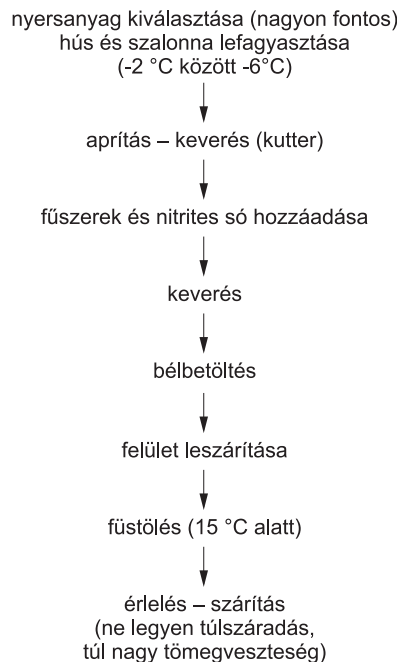 nyersanyag kiválasztása (nagyon fontos)
hús és szalonna lefagyasztása
(-2 °C között -6°C)
aprítás – keverés (kutter)
fűszerek és nitrites só hozzáadása
keverés
bélbetöltés
felület leszárítása
füstölés (15 °C alatt)
érlelés – szárítás
(ne legyen túlszáradás,
túl nagy tömegveszteség)